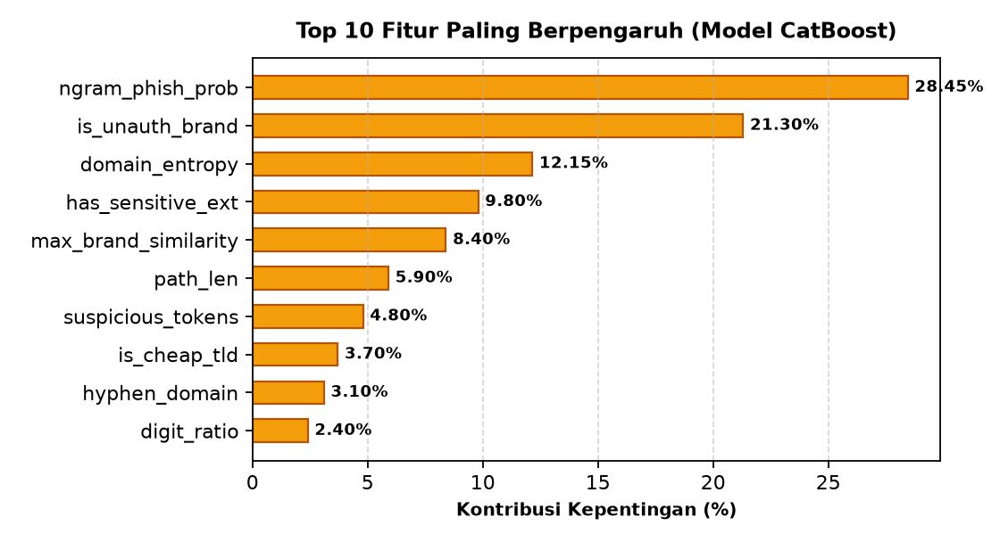 Top 10 Fitur Paling Berpengaruh (Model CatBoost)
ngram_phish_prob 28.45%
is_unauth_brand 21.30%
domain_entropy 12.15%
has_sensitive_ext 9.80%
max_brand_similarity 8.40%
path_len 5.90%
suspicious_tokens 4.80%
is_cheap_tld 3.70%
hyphen_domain 3.10%
digit_ratio 2.40%
0 5 10 15 20 25
Kontribusi Kepentingan (%)